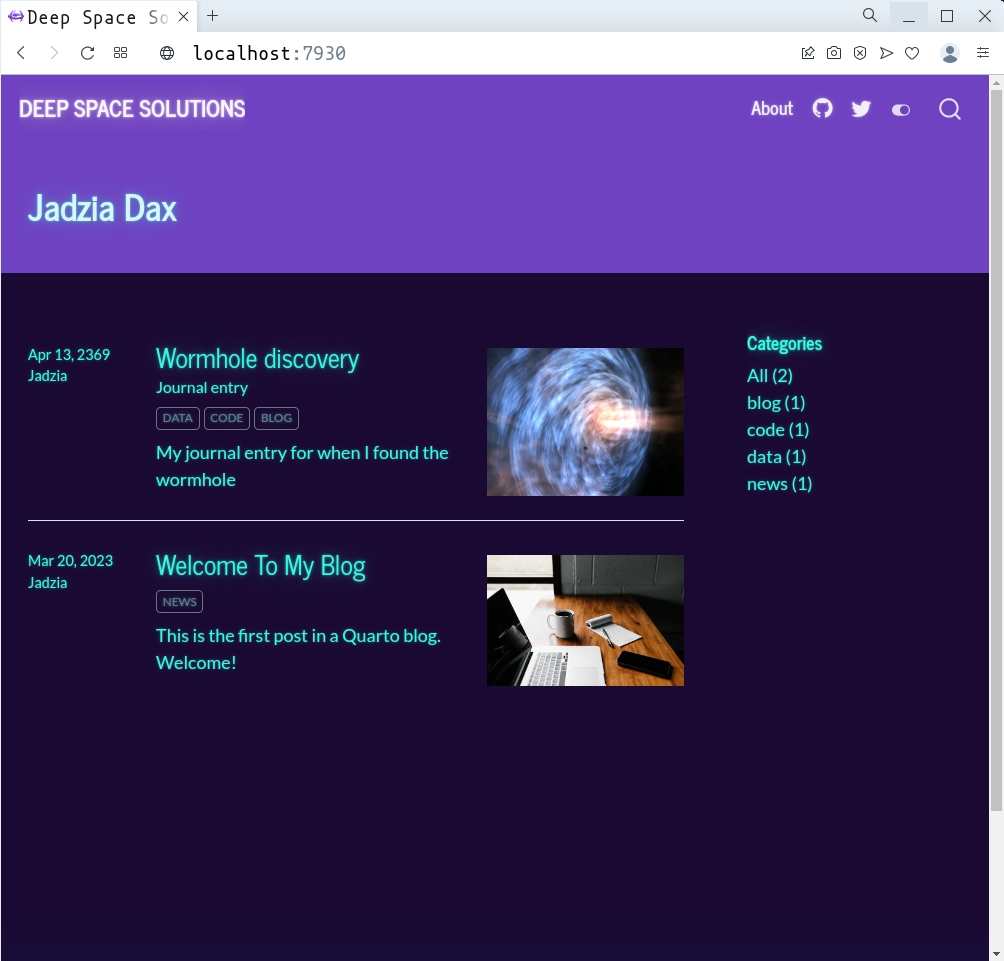 Deep Space So
localhost:7930
DEEP SPACE SOLUTIONS
About
Jadzia Dax
Apr 13, 2369
Jadzia
Wormhole discovery
Journal entry
DATA CODE BLOG
My journal entry for when I found the
wormhole
Mar 20, 2023
Jadzia
Welcome To My Blog
NEWS
This is the first post in a Quarto blog.
Welcome!
Categories
All (2)
blog (1)
code (1)
data (1)
news (1)